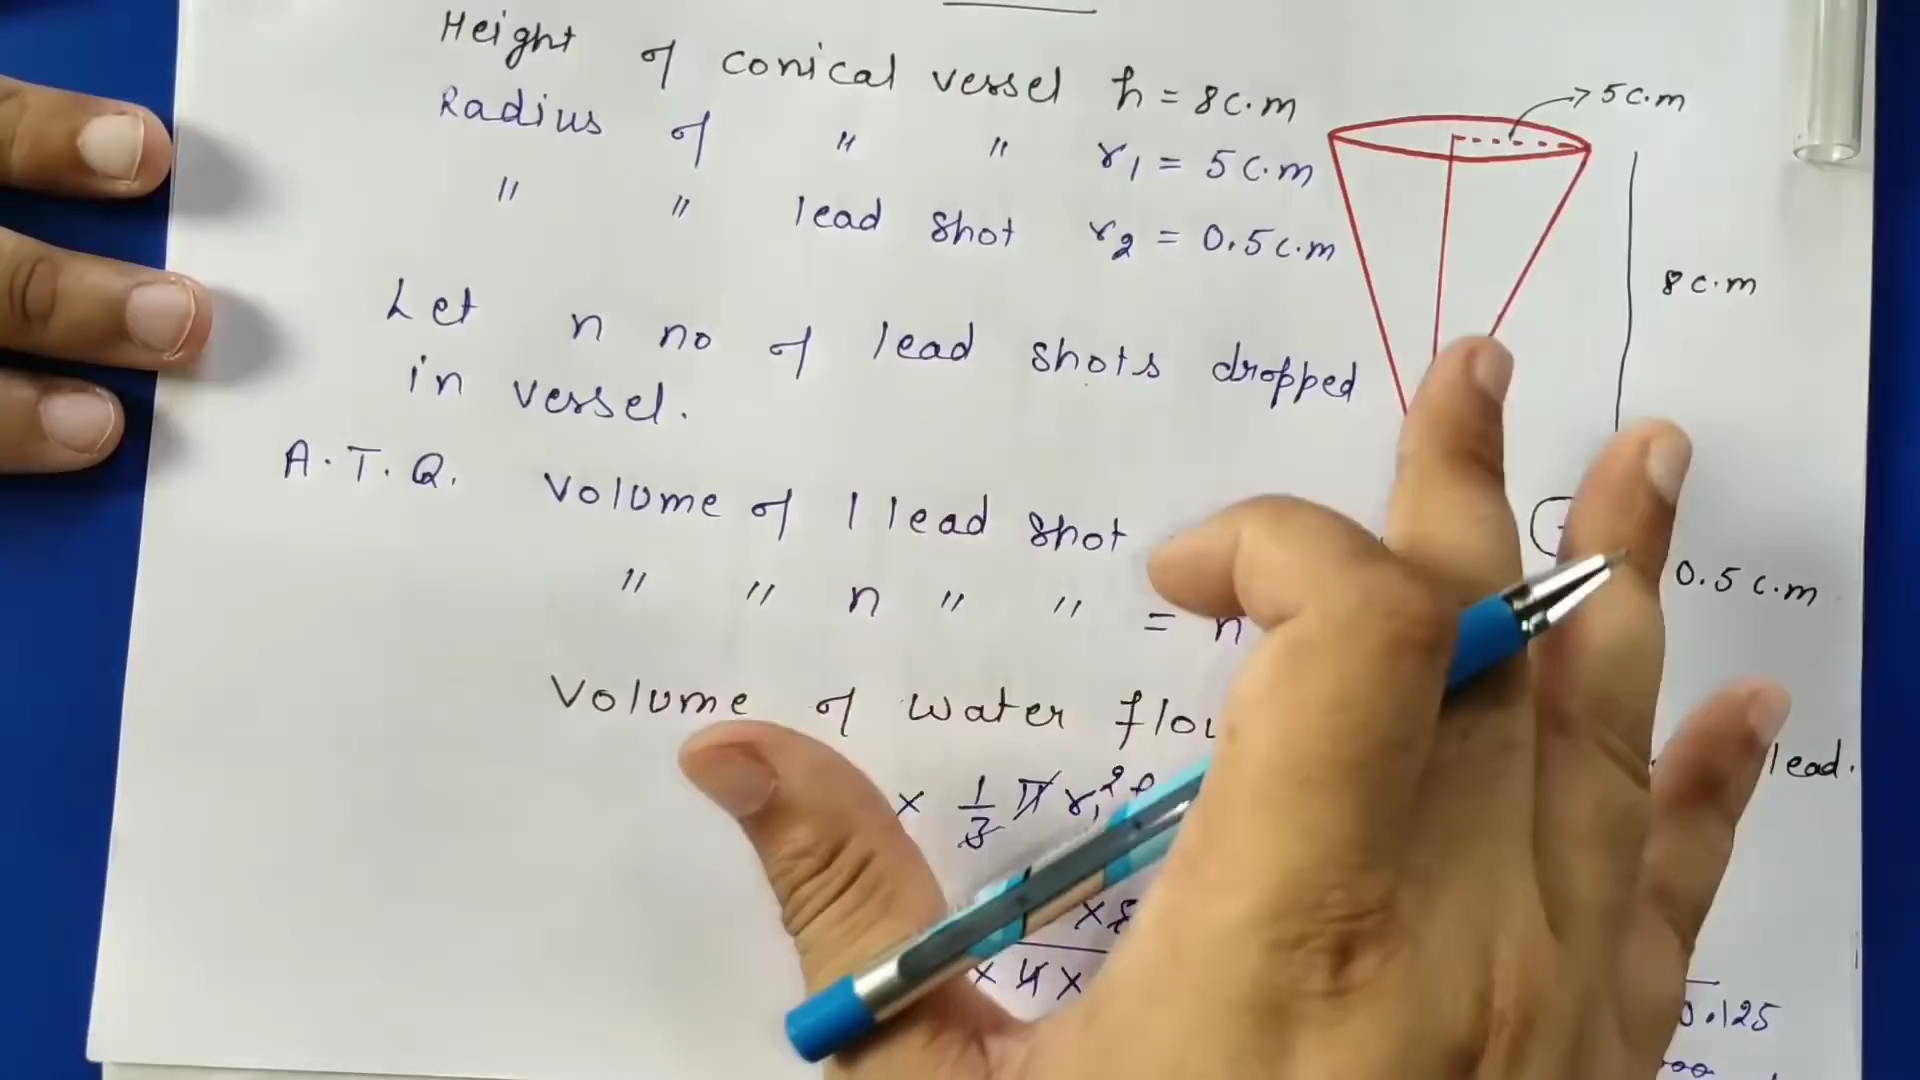 Height of conical vessel h = 8c.m
Radius of " " r₁ = 5c.m
" " lead shot r₂ = 0.5c.m
5c.m
8c.m
Let n no of lead shots dropped
in vessel.
A.T.Q. Volume of 1 lead shot
" " n " " = n
0.5c.m
Volume of water
lead.
× 1/3 π r₁²
× 4 ×
0.125